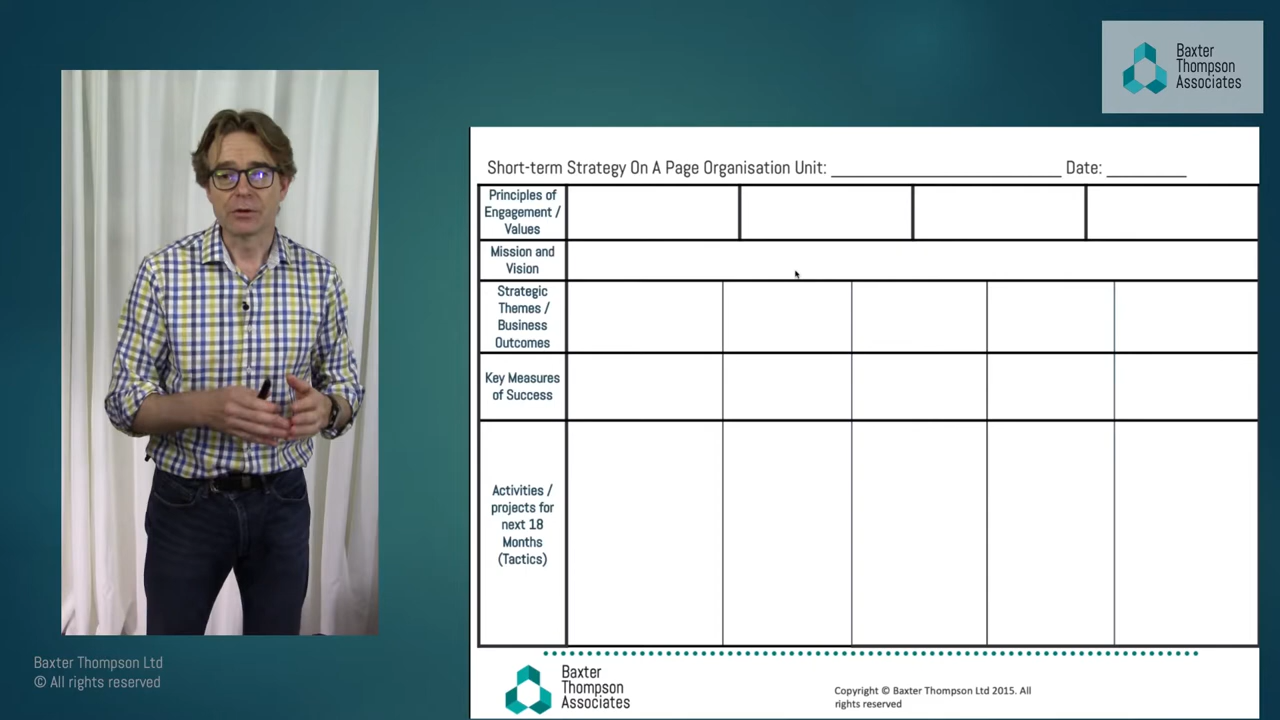 Baxter
Thompson
Associates
Short-term Strategy On A Page Organisation Unit: ____________________ Date: ________
Principles of
Engagement /
Values
Mission and
Vision
Strategic
Themes /
Business
Outcomes
Key Measures
of Success
Activities /
projects for
next 18
Months
(Tactics)
Baxter Thompson Ltd
© All rights reserved
Baxter
Thompson
Associates
Copyright © Baxter Thompson Ltd 2015. All
rights reserved